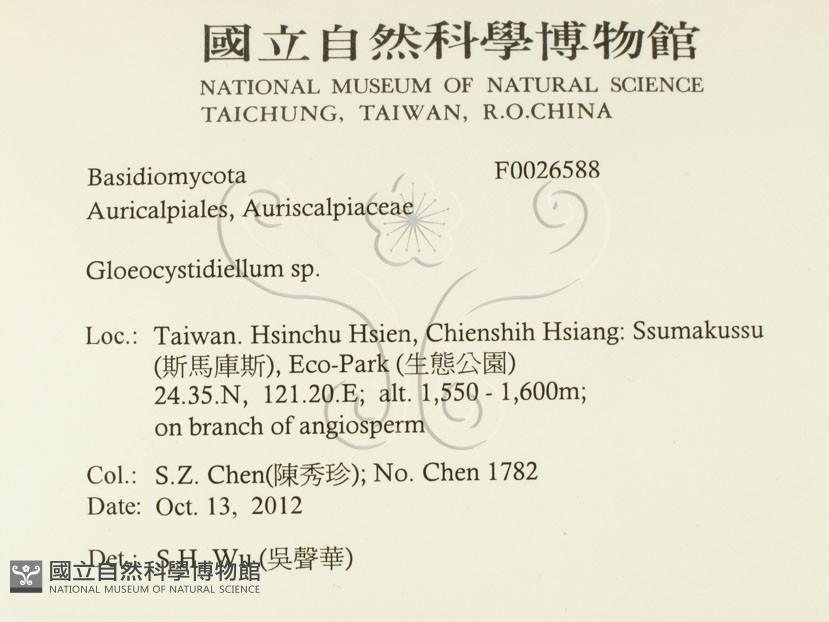 國立自然科學博物館
NATIONAL MUSEUM OF NATURAL SCIENCE
TAICHUNG, TAIWAN, R.O.CHINA
Basidiomycota F0026588
Auricalpiales, Auriscalpiaceae
Gloeocystidiellum sp.
Loc.: Taiwan. Hsinchu Hsien, Chienshih Hsiang: Ssumakussu
(斯馬庫斯), Eco-Park (生態公園)
24.35.N, 121.20.E; alt. 1,550 - 1,600m;
on branch of angiosperm
Col.: S.Z. Chen(陳秀珍); No. Chen 1782
Date: Oct. 13, 2012
Det.: S.H. Wu (吳聲華)
國立自然科學博物館
NATIONAL MUSEUM OF NATURAL SCIENCE